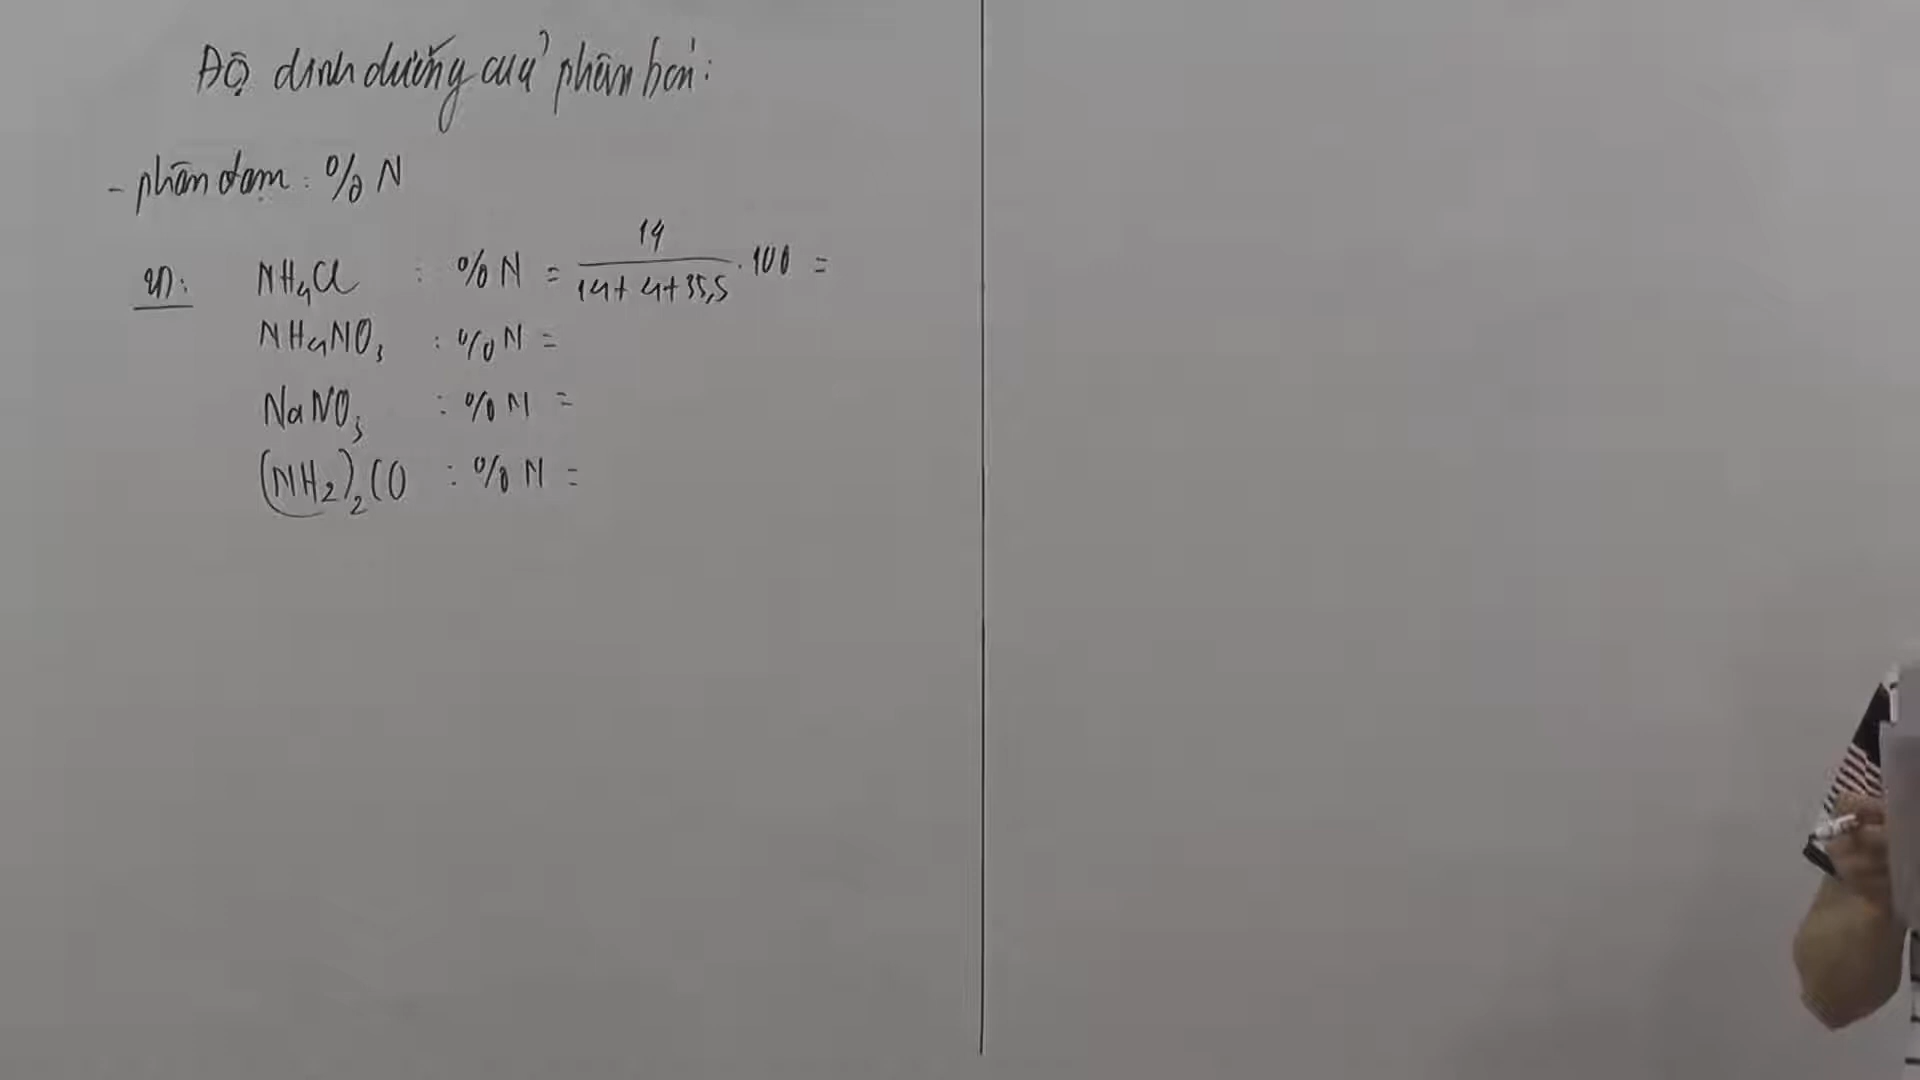 Độ dinh dưỡng của phân bón:
- phân đạm: % N
VD: NH₄Cl : % N = 14 / (14 + 4 + 35,5) . 100 =
NH₄NO₃ : % N =
NaNO₃ : % N =
(NH₂)₂CO : % N =